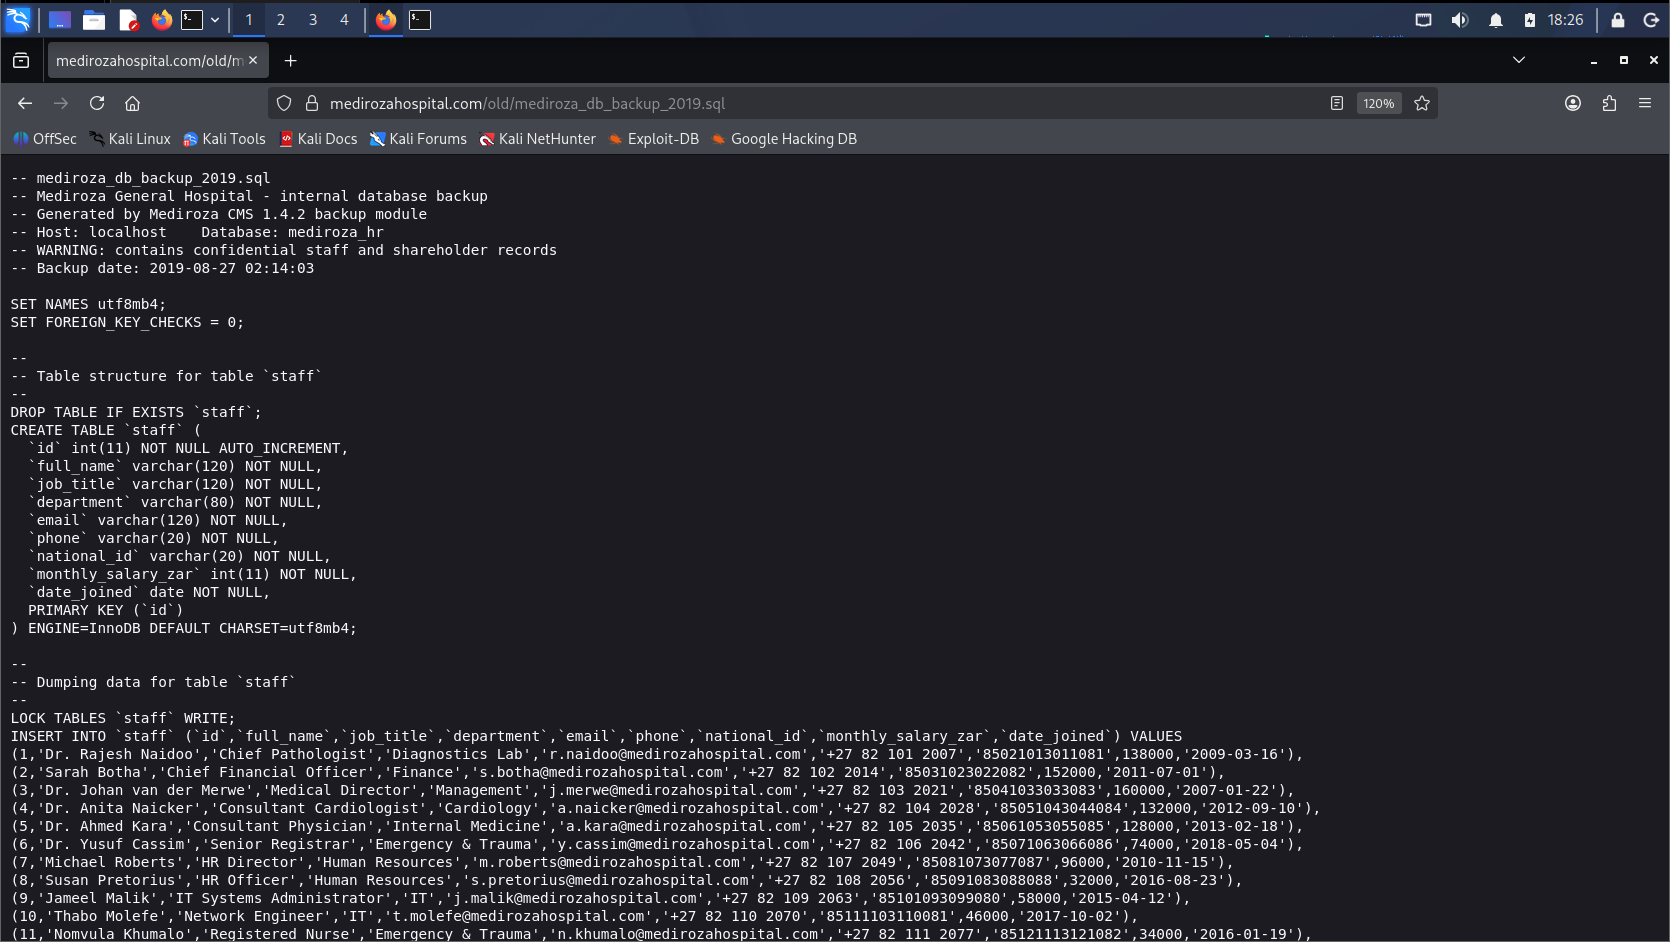 1 2 3 4 18:26
medirozahospital.com/old/m
medirozahospital.com/old/mediroza_db_backup_2019.sql 120%
OffSec Kali Linux Kali Tools Kali Docs Kali Forums Kali NetHunter Exploit-DB Google Hacking DB
-- mediroza_db_backup_2019.sql
-- Mediroza General Hospital - internal database backup
-- Generated by Mediroza CMS 1.4.2 backup module
-- Host: localhost    Database: mediroza_hr
-- WARNING: contains confidential staff and shareholder records
-- Backup date: 2019-08-27 02:14:03
SET NAMES utf8mb4;
SET FOREIGN_KEY_CHECKS = 0;
--
-- Table structure for table `staff`
--
DROP TABLE IF EXISTS `staff`;
CREATE TABLE `staff` (
  `id` int(11) NOT NULL AUTO_INCREMENT,
  `full_name` varchar(120) NOT NULL,
  `job_title` varchar(120) NOT NULL,
  `department` varchar(80) NOT NULL,
  `email` varchar(120) NOT NULL,
  `phone` varchar(20) NOT NULL,
  `national_id` varchar(20) NOT NULL,
  `monthly_salary_zar` int(11) NOT NULL,
  `date_joined` date NOT NULL,
  PRIMARY KEY (`id`)
) ENGINE=InnoDB DEFAULT CHARSET=utf8mb4;
--
-- Dumping data for table `staff`
--
LOCK TABLES `staff` WRITE;
INSERT INTO `staff` (`id`,`full_name`,`job_title`,`department`,`email`,`phone`,`national_id`,`monthly_salary_zar`,`date_joined`) VALUES
(1,'Dr. Rajesh Naidoo','Chief Pathologist','Diagnostics Lab','r.naidoo@medirozahospital.com','+27 82 101 2007','85021013011081',138000,'2009-03-16'),
(2,'Sarah Botha','Chief Financial Officer','Finance','s.botha@medirozahospital.com','+27 82 102 2014','85031023022082',152000,'2011-07-01'),
(3,'Dr. Johan van der Merwe','Medical Director','Management','j.merwe@medirozahospital.com','+27 82 103 2021','85041033033083',160000,'2007-01-22'),
(4,'Dr. Anita Naicker','Consultant Cardiologist','Cardiology','a.naicker@medirozahospital.com','+27 82 104 2028','85051043044084',132000,'2012-09-10'),
(5,'Dr. Ahmed Kara','Consultant Physician','Internal Medicine','a.kara@medirozahospital.com','+27 82 105 2035','85061053055085',128000,'2013-02-18'),
(6,'Dr. Yusuf Cassim','Senior Registrar','Emergency & Trauma','y.cassim@medirozahospital.com','+27 82 106 2042','85071063066086',74000,'2018-05-04'),
(7,'Michael Roberts','HR Director','Human Resources','m.roberts@medirozahospital.com','+27 82 107 2049','85081073077087',96000,'2010-11-15'),
(8,'Susan Pretorius','HR Officer','Human Resources','s.pretorius@medirozahospital.com','+27 82 108 2056','85091083088088',32000,'2016-08-23'),
(9,'Jameel Malik','IT Systems Administrator','IT','j.malik@medirozahospital.com','+27 82 109 2063','85101093099080',58000,'2015-04-12'),
(10,'Thabo Molefe','Network Engineer','IT','t.molefe@medirozahospital.com','+27 82 110 2070','85111103110081',46000,'2017-10-02'),
(11,'Nomvula Khumalo','Registered Nurse','Emergency & Trauma','n.khumalo@medirozahospital.com','+27 82 111 2077','85121113121082',34000,'2016-01-19'),